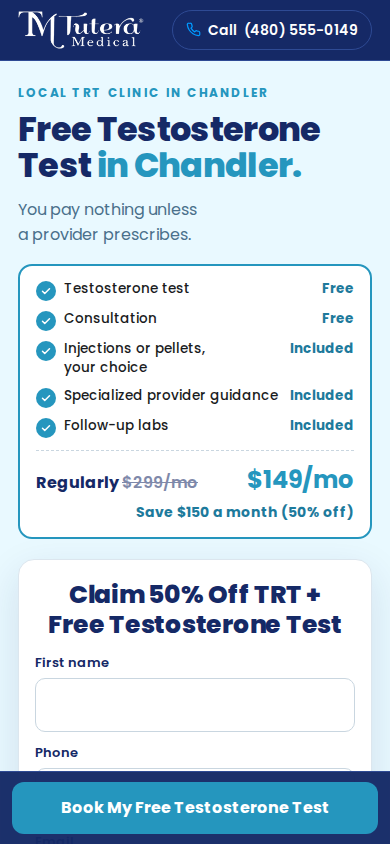 TM Tutera®
Medical
Call (480) 555-0149
LOCAL TRT CLINIC IN CHANDLER
Free Testosterone
Test in Chandler.
You pay nothing unless
a provider prescribes.
Testosterone test Free
Consultation Free
Injections or pellets, Included
your choice
Specialized provider guidance Included
Follow-up labs Included
Regularly $299/mo $149/mo
Save $150 a month (50% off)
Claim 50% Off TRT +
Free Testosterone Test
First name
Phone
Book My Free Testosterone Test
Email